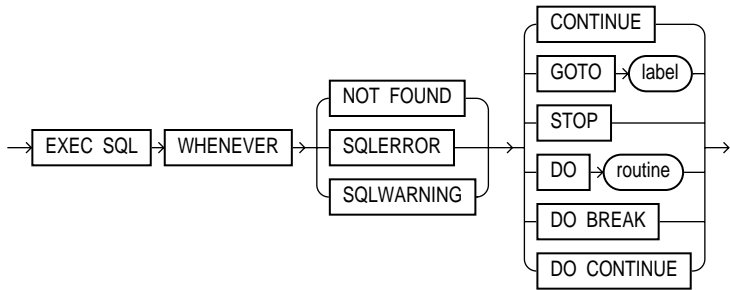 EXEC SQL
WHENEVER
NOT FOUND
SQLERROR
SQLWARNING
CONTINUE
GOTO label
STOP
DO routine
DO BREAK
DO CONTINUE